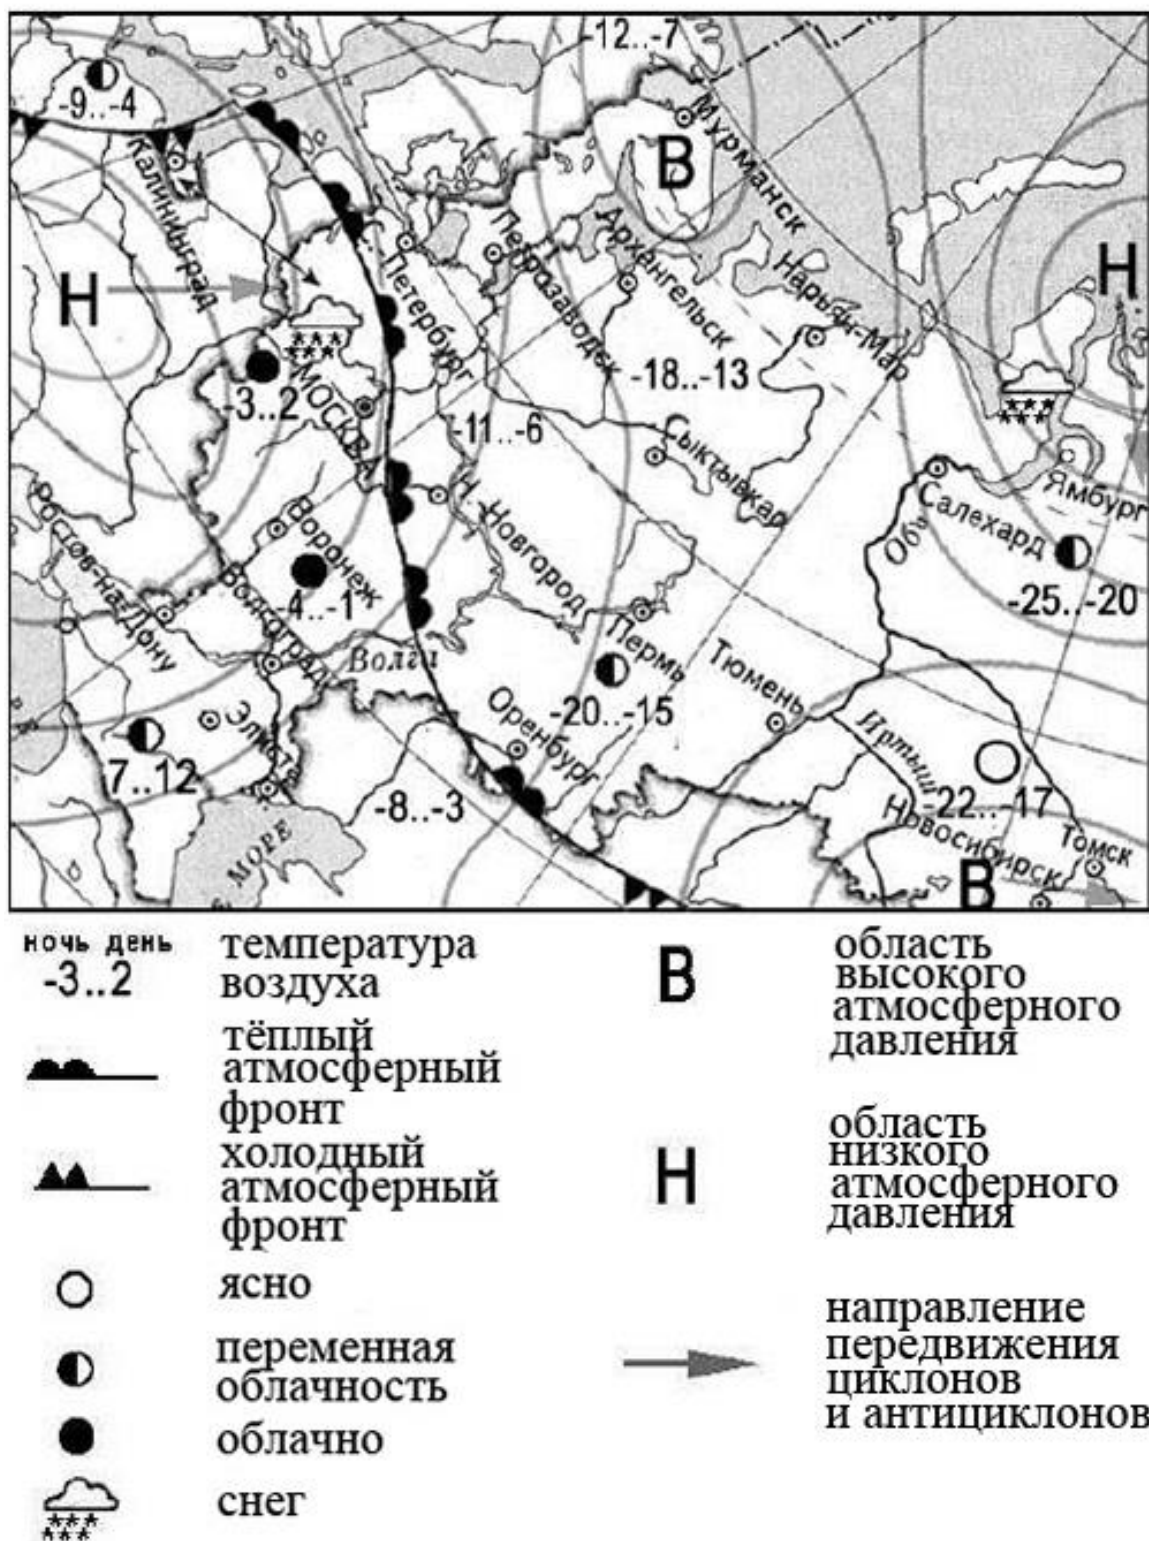 -12..-7
-9..-4
Мурманск
В
Калининград
Н
Петербург
Петрозаводск
Архангельск
Нарьян-Мар
Н
-18..-13
-3..2
МОСКВА
-11..-6
Сыктывкар
Ямбург
Салехард
Обь
Ростов-на-Дону
Воронеж
Н.-Новгород
-4..-1
-25..-20
Волгоград
Волга
Пермь
Тюмень
-20..-15
Оренбург
Элиста
Иртыш
7..12
-8..-3
-22..-17
Новосибирск
Томск
МОРЕ
В
ночь день
-3..2
температура
воздуха
тёплый
атмосферный
фронт
холодный
атмосферный
фронт
ясно
переменная
облачность
облачно
снег
В
область
высокого
атмосферного
давления
Н
область
низкого
атмосферного
давления
направление
передвижения
циклонов
и антициклонов